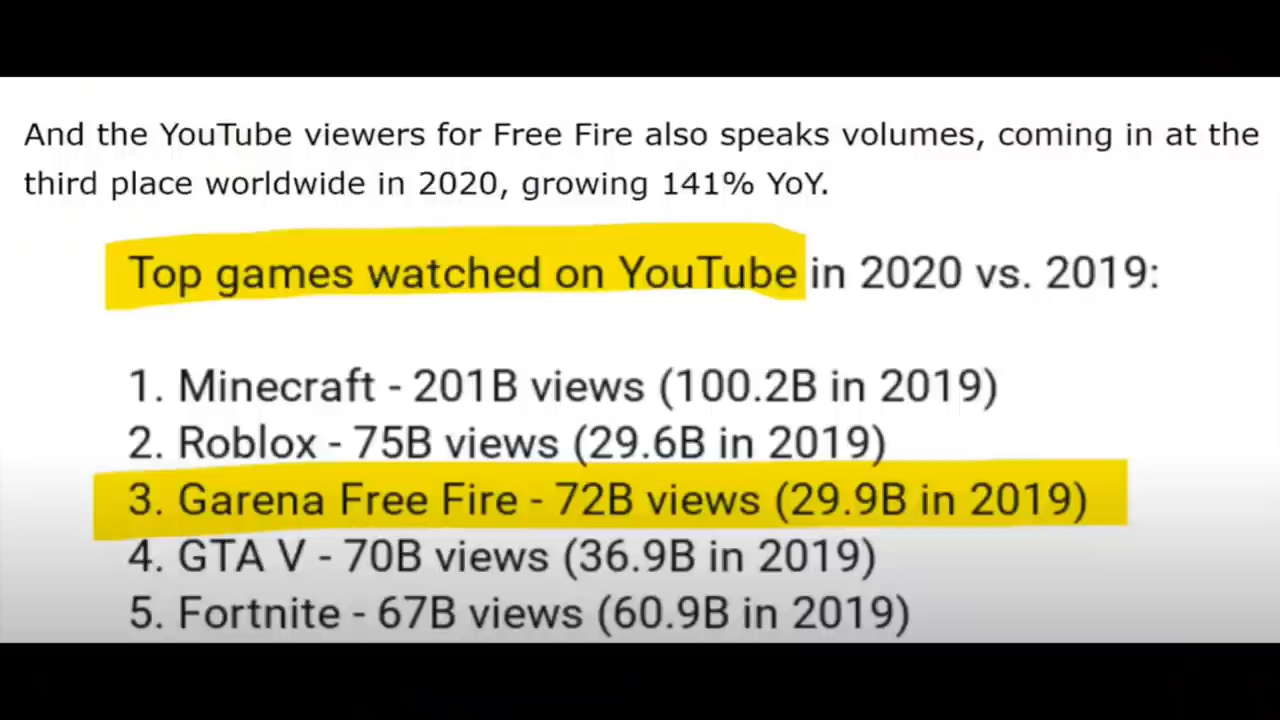 And the YouTube viewers for Free Fire also speaks volumes, coming in at the
third place worldwide in 2020, growing 141% YoY.
Top games watched on YouTube in 2020 vs. 2019:
1. Minecraft - 201B views (100.2B in 2019)
2. Roblox - 75B views (29.6B in 2019)
3. Garena Free Fire - 72B views (29.9B in 2019)
4. GTA V - 70B views (36.9B in 2019)
5. Fortnite - 67B views (60.9B in 2019)